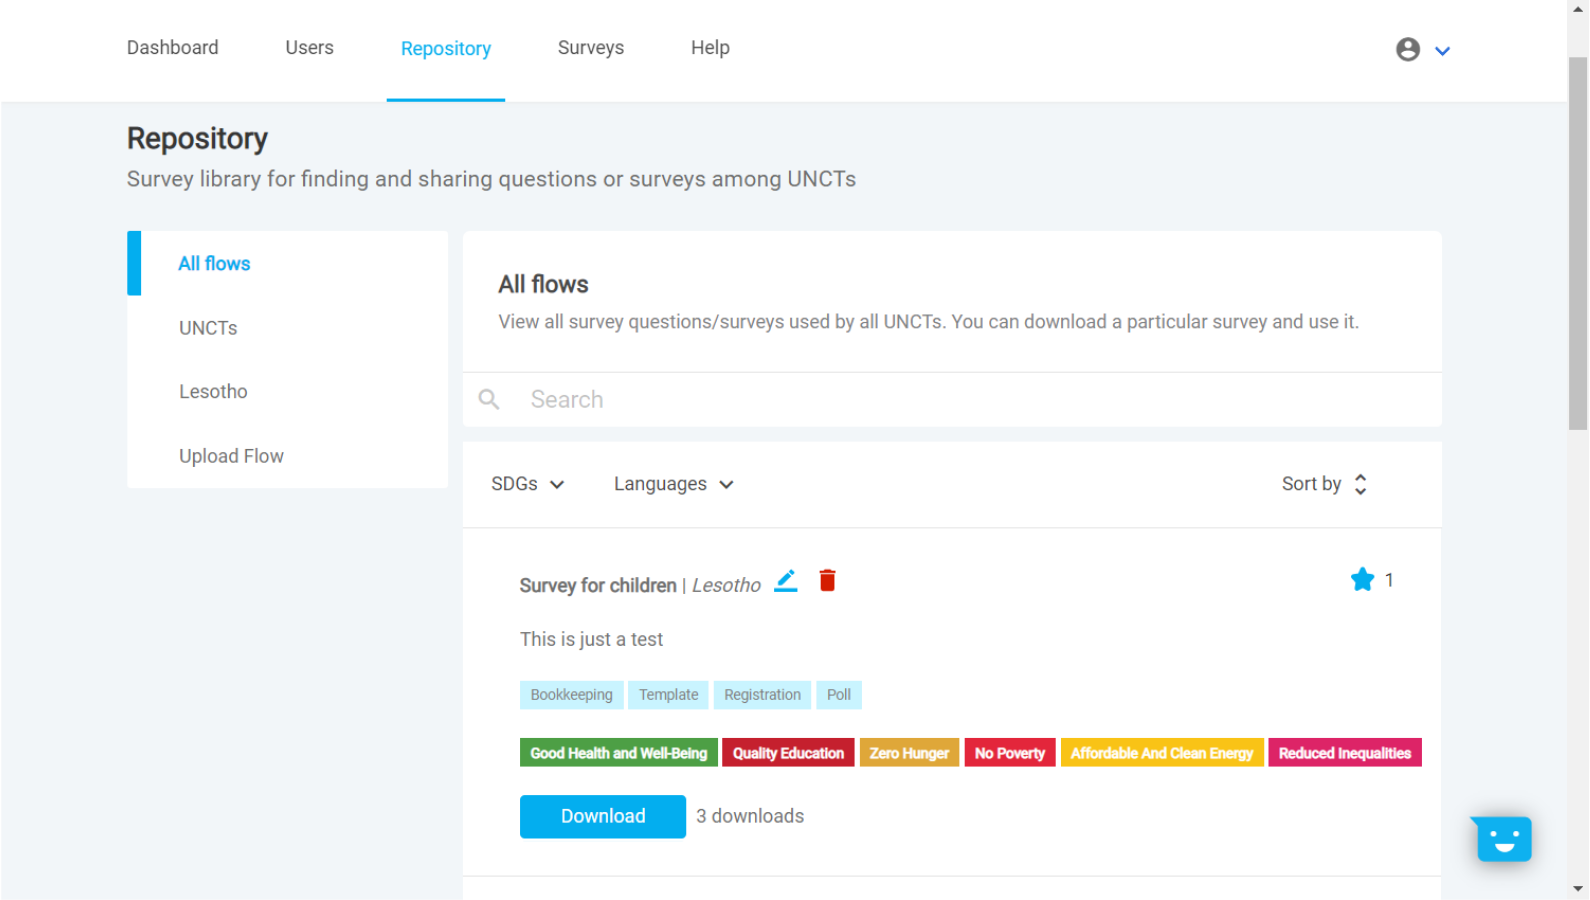 Dashboard Users Repository Surveys Help
Repository
Survey library for finding and sharing questions or surveys among UNCTs
All flows
UNCTs
Lesotho
Upload Flow
All flows
View all survey questions/surveys used by all UNCTs. You can download a particular survey and use it.
Search
SDGs Languages Sort by
Survey for children | Lesotho 1
This is just a test
Bookkeeping Template Registration Poll
Good Health and Well-Being Quality Education Zero Hunger No Poverty Affordable And Clean Energy Reduced Inequalities
Download 3 downloads